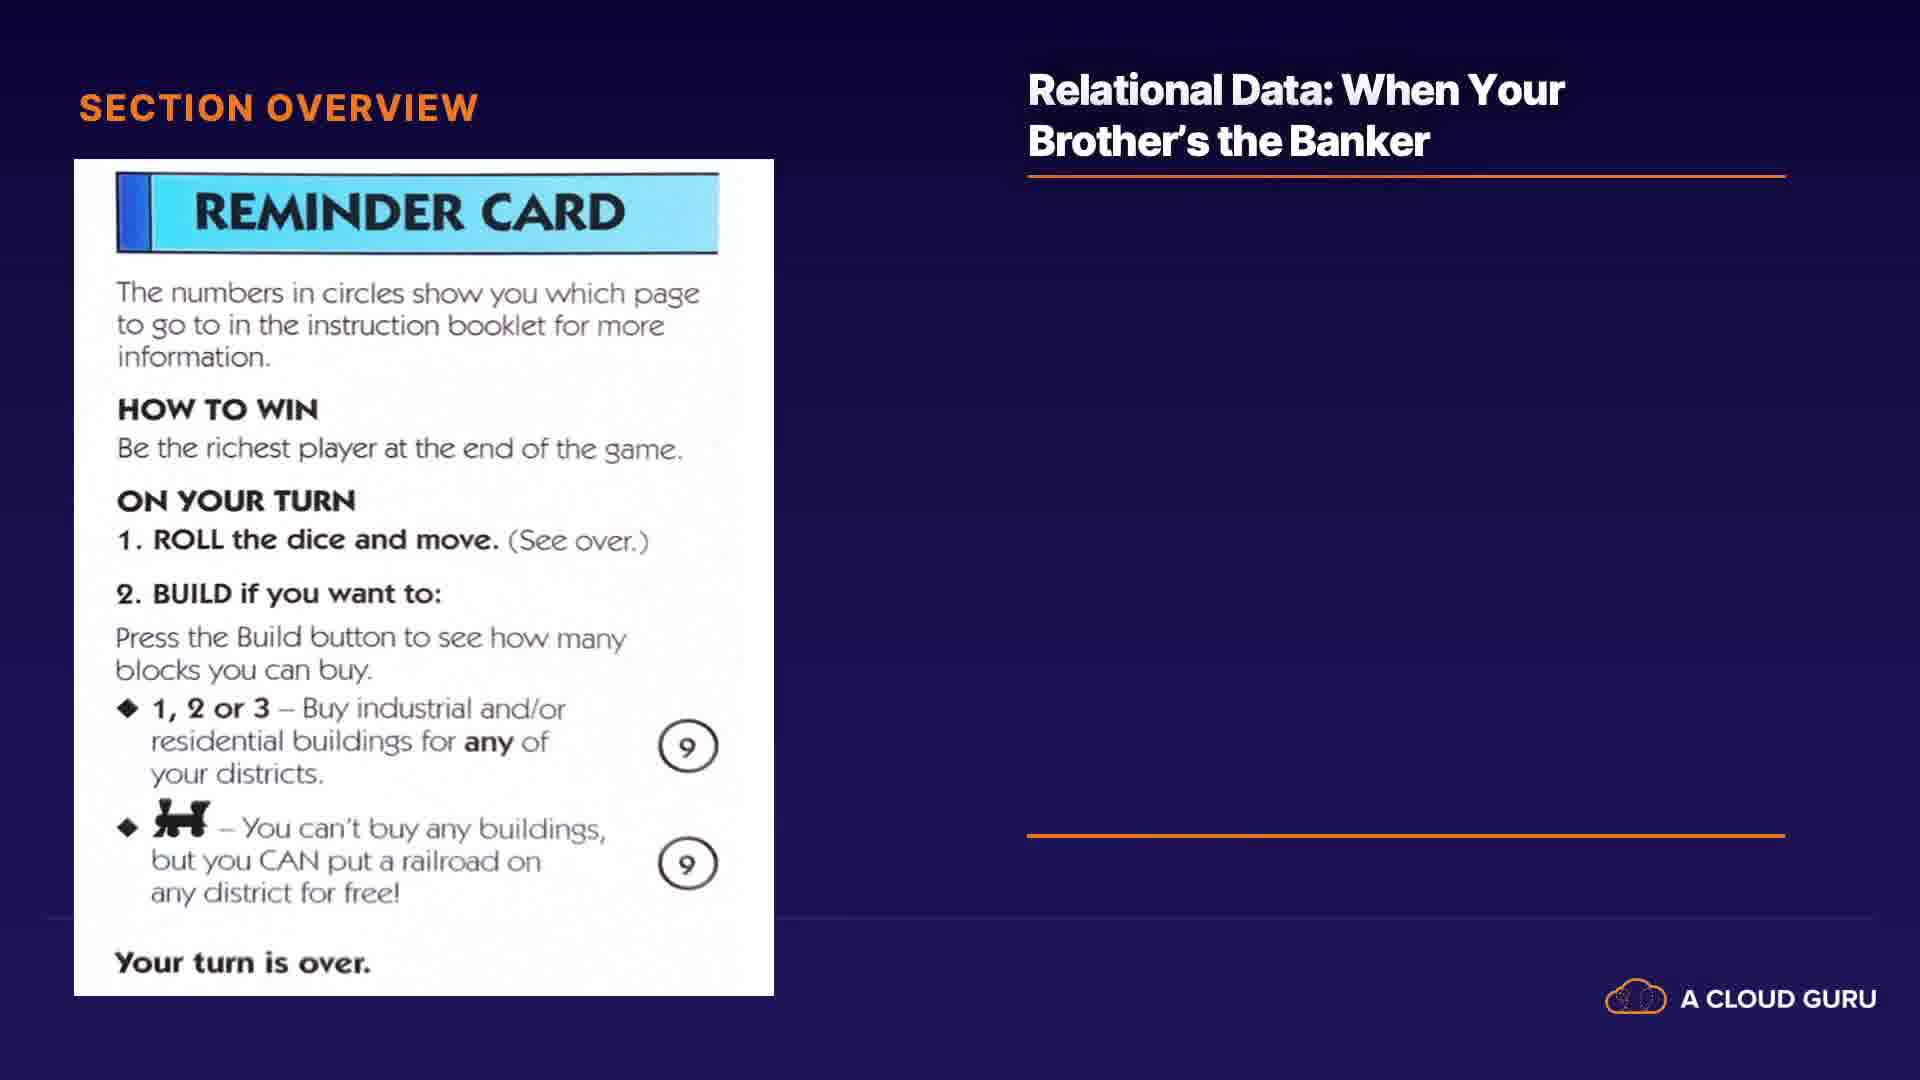 SECTION OVERVIEW
REMINDER CARD
The numbers in circles show you which page
to go to in the instruction booklet for more
information.
HOW TO WIN
Be the richest player at the end of the game.
ON YOUR TURN
1. ROLL the dice and move. (See over.)
2. BUILD if you want to:
Press the Build button to see how many
blocks you can buy.
◆ 1, 2 or 3 – Buy industrial and/or
residential buildings for any of
your districts.
9
◆ – You can't buy any buildings,
but you CAN put a railroad on
any district for free!
9
Your turn is over.
Relational Data: When Your
Brother’s the Banker
A CLOUD GURU